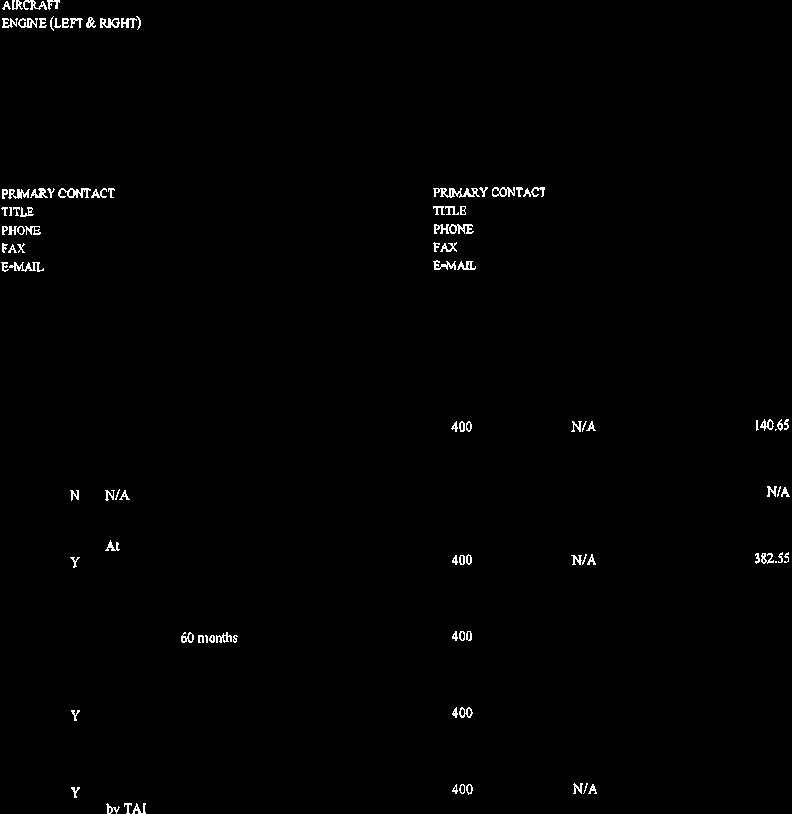 AIRCRAFT
ENGINE (LEFT & RIGHT)
PRIMARY CONTACT PRIMARY CONTACT
TITLE TITLE
PHONE PHONE
FAX FAX
E-MAIL E-MAIL
400 N/A 140.65
N N/A N/A
At
Y 400 N/A 382.55
60 months 400
Y 400
Y 400 N/A
by TAI